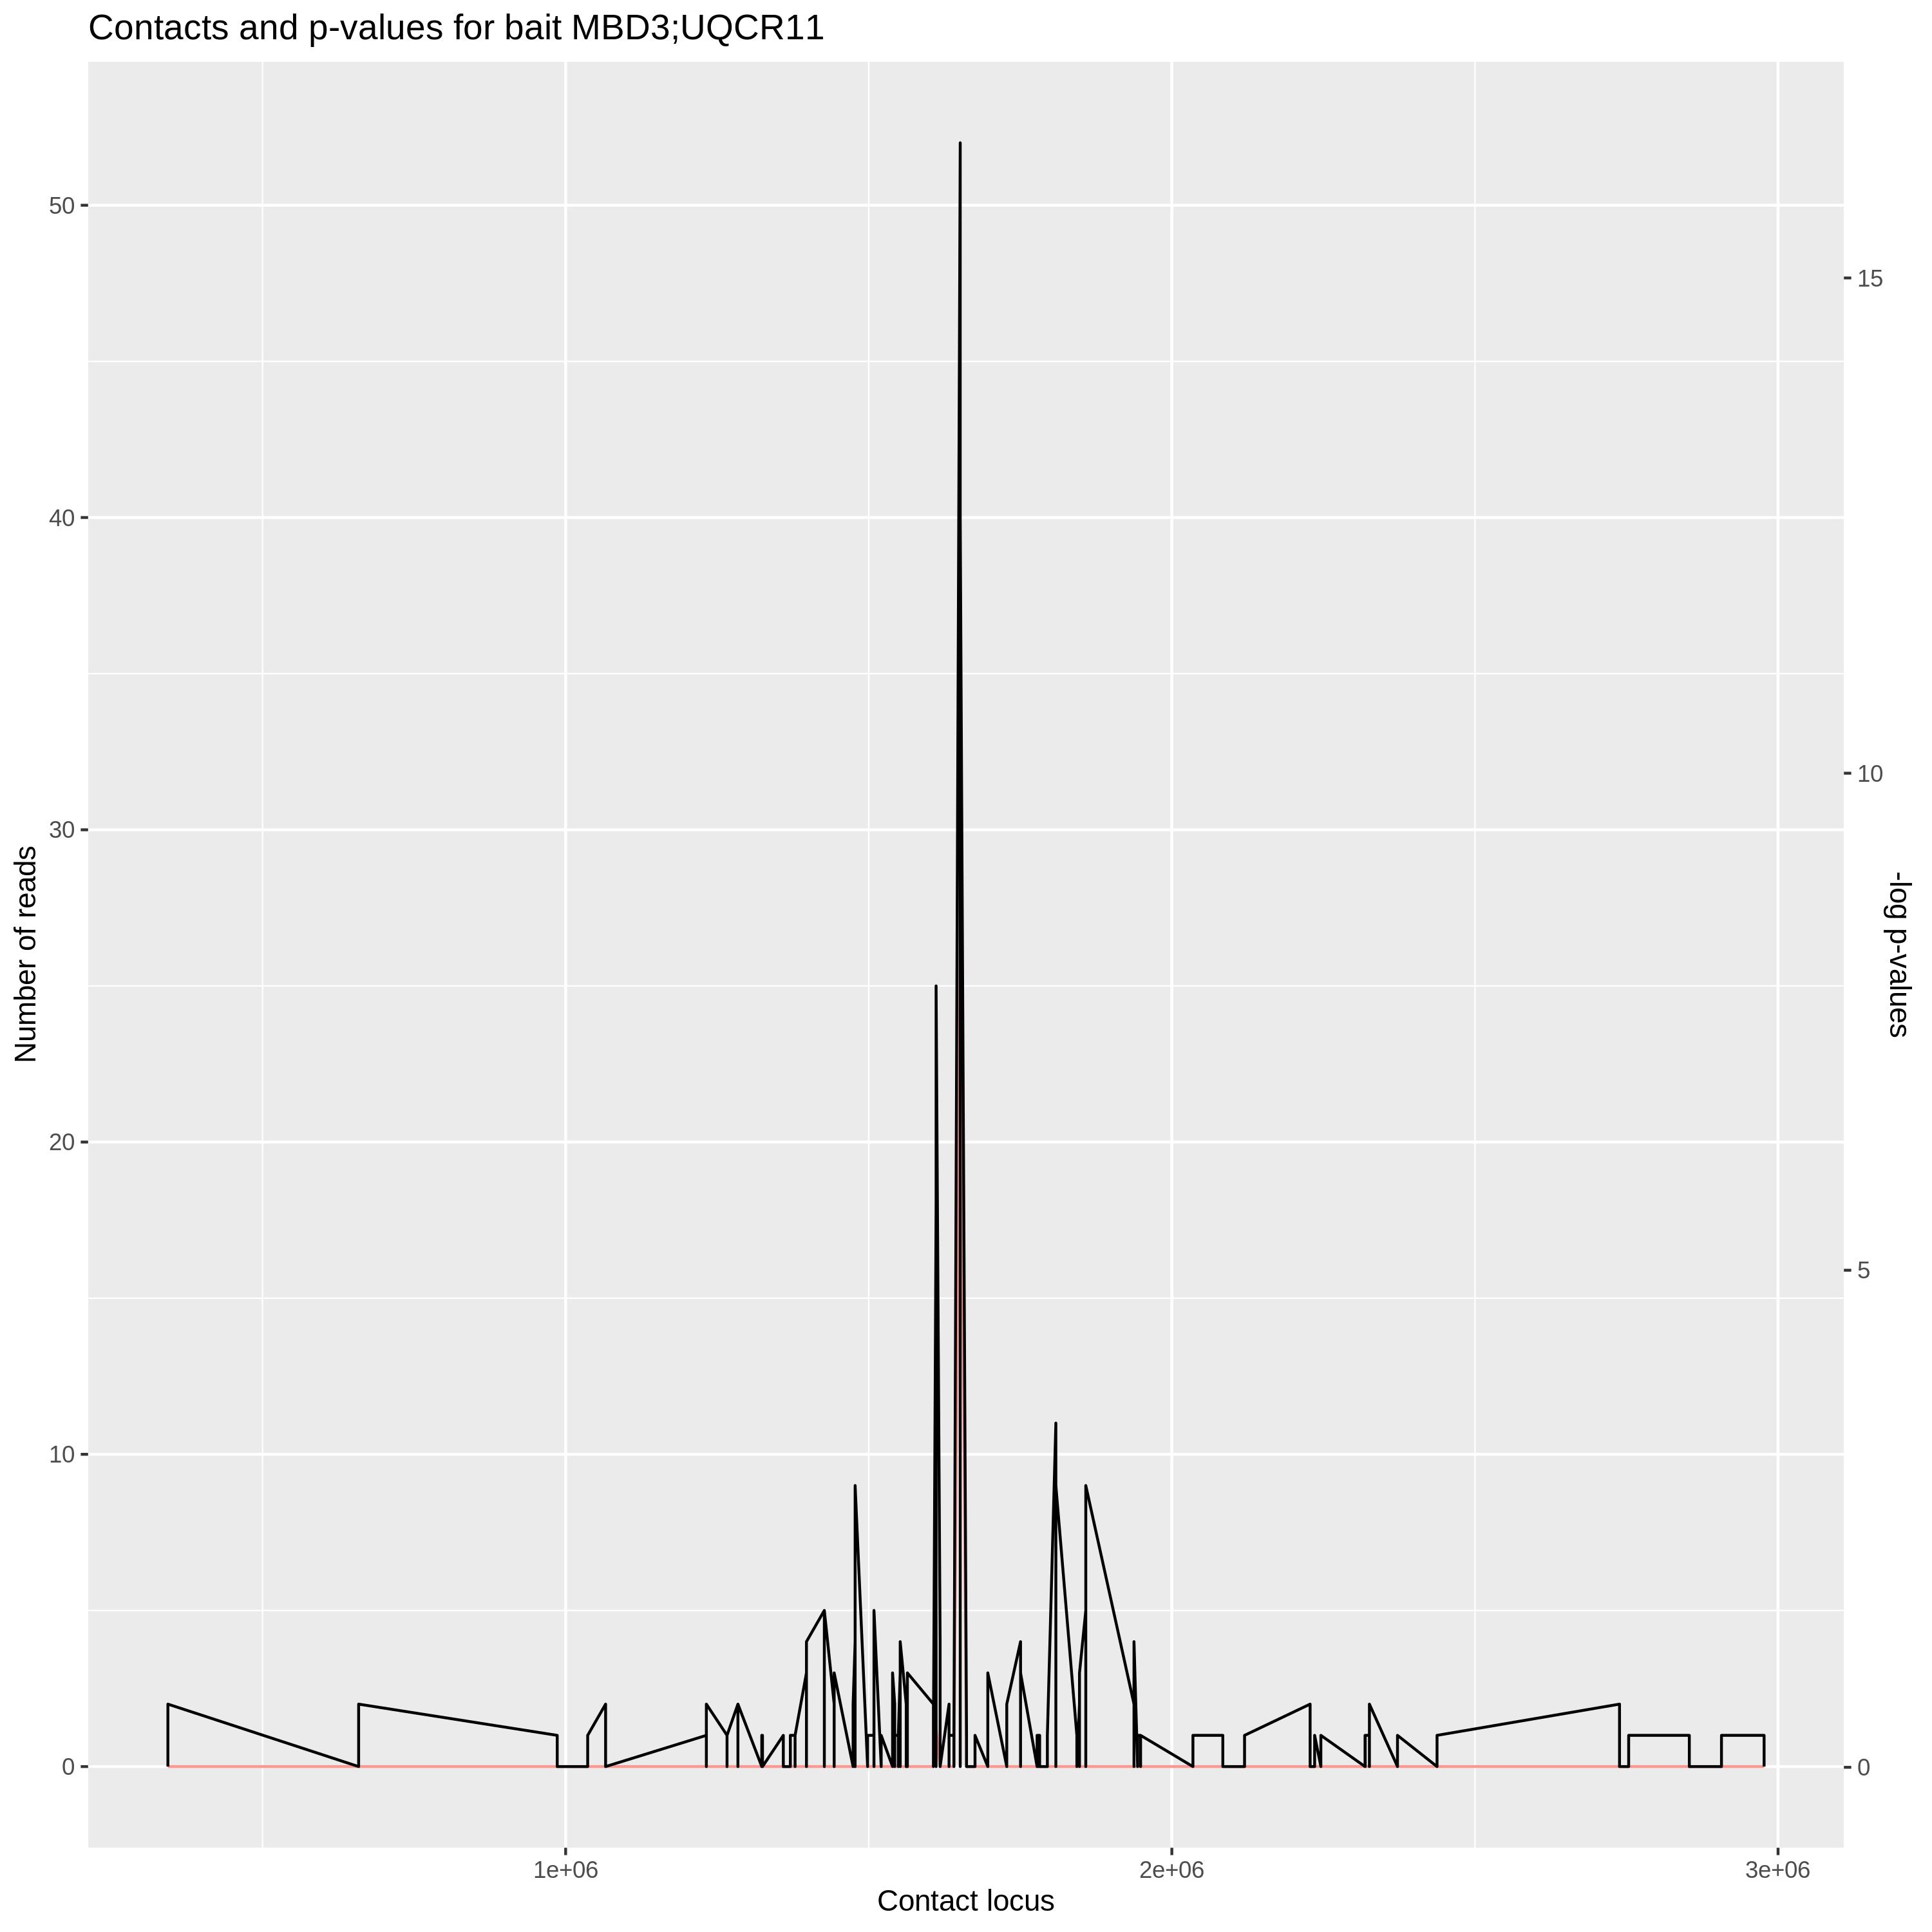 Contacts and p-values for bait MBD3;UQCR11
Number of reads
50
40
30
20
10
0
15
10
5
0
-log p-values
1e+06
2e+06
3e+06
Contact locus